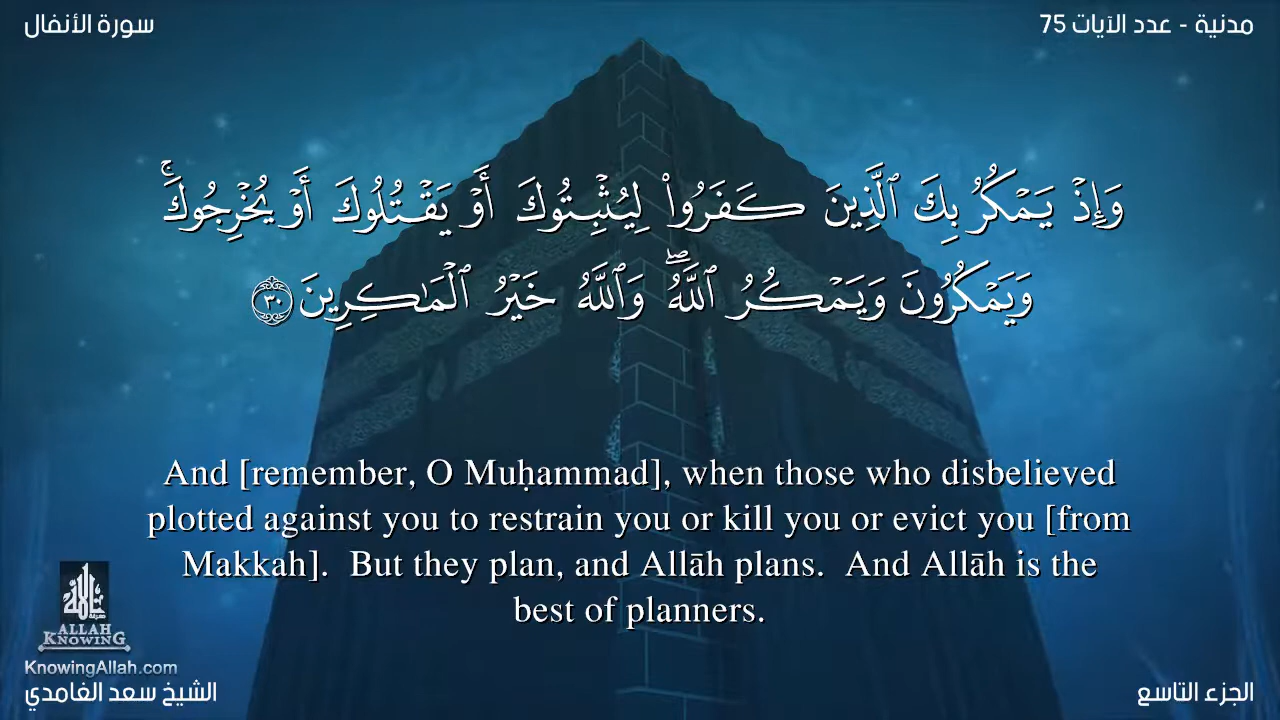 سورة الأنفال
مدنية - عدد الآيات 75
وَإِذۡ يَمۡكُرُ بِكَ ٱلَّذِينَ كَفَرُواْ لِيُثۡبِتُوكَ أَوۡ يَقۡتُلُوكَ أَوۡ يُخۡرِجُوكَۚ
وَيَمۡكُرُونَ وَيَمۡكُرُ ٱللَّهُۖ وَٱللَّهُ خَيۡرُ ٱلۡمَٰكِرِينَ ٣٠
And [remember, O Muḥammad], when those who disbelieved
plotted against you to restrain you or kill you or evict you [from
Makkah].  But they plan, and Allāh plans.  And Allāh is the
best of planners.
ALLAH
KNOWING
KnowingAllah.com
الشيخ سعد الغامدي
الجزء التاسع